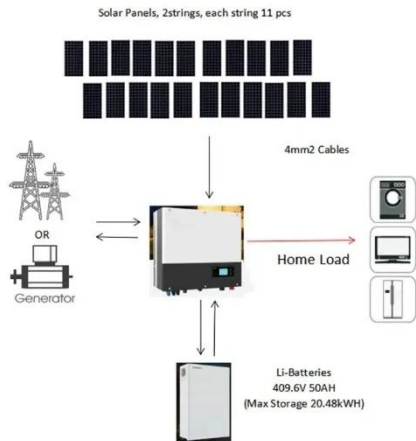 Solar Panels, 2strings, each string 11 pcs
4mm2 Cables
OR
Generator
Home Load
Li-Batteries
409.6V 50AH
(Max Storage 20.48kWH)